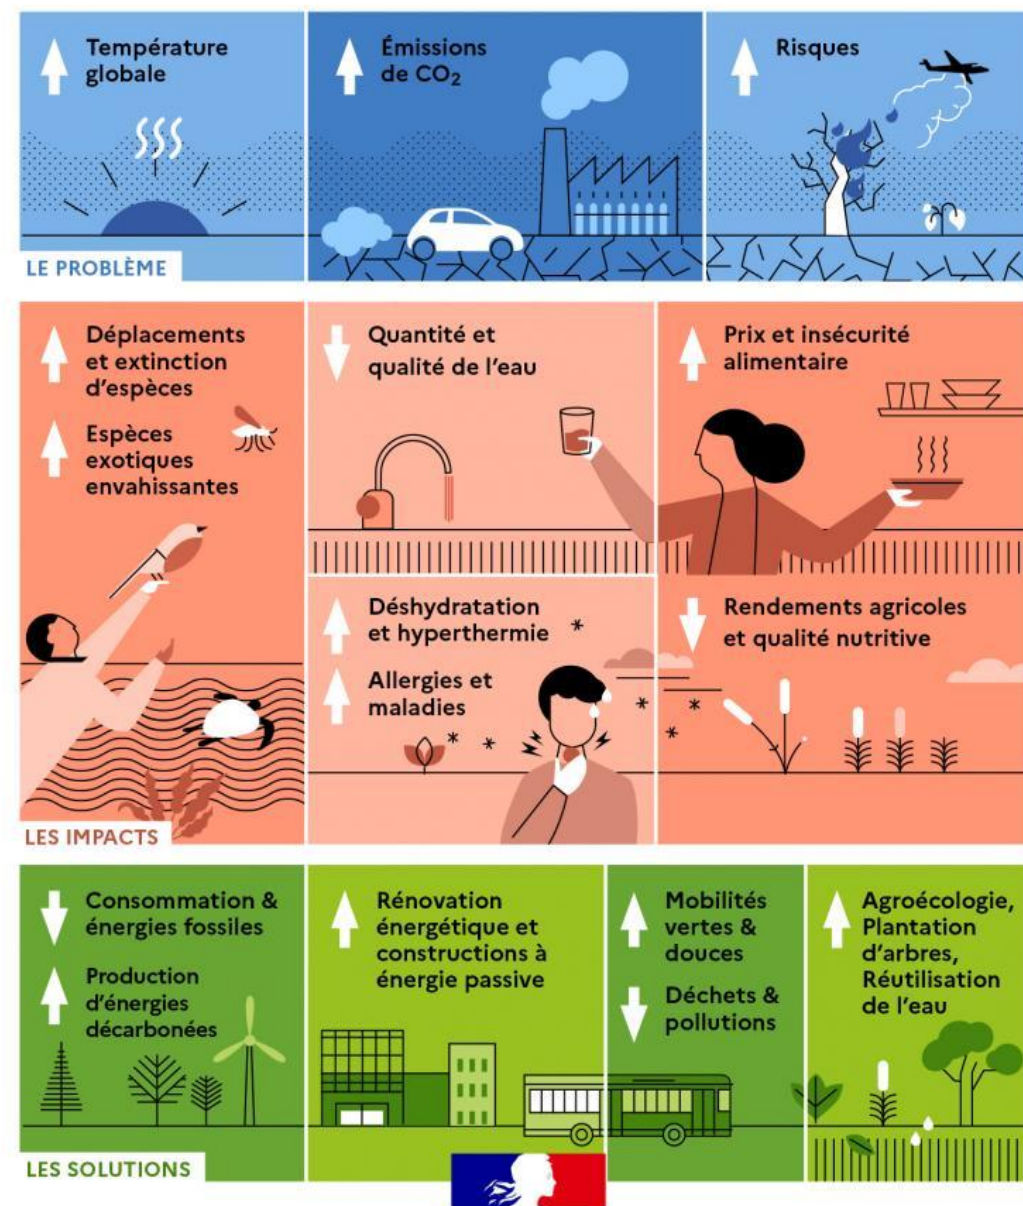 Température
globale
Émissions
de CO₂
Risques
LE PROBLÈME
Déplacements
et extinction
d'espèces
Espèces
exotiques
envahissantes
Quantité et
qualité de l'eau
Prix et insécurité
alimentaire
Déshydratation
et hyperthermie
Allergies et
maladies
Rendements agricoles
et qualité nutritive
LES IMPACTS
Consommation &
énergies fossiles
Production
d'énergies
décarbonées
Rénovation
énergétique et
constructions à
énergie passive
Mobilités
vertes &
douces
Déchets &
pollutions
Agroécologie,
Plantation
d'arbres,
Réutilisation
de l'eau
LES SOLUTIONS